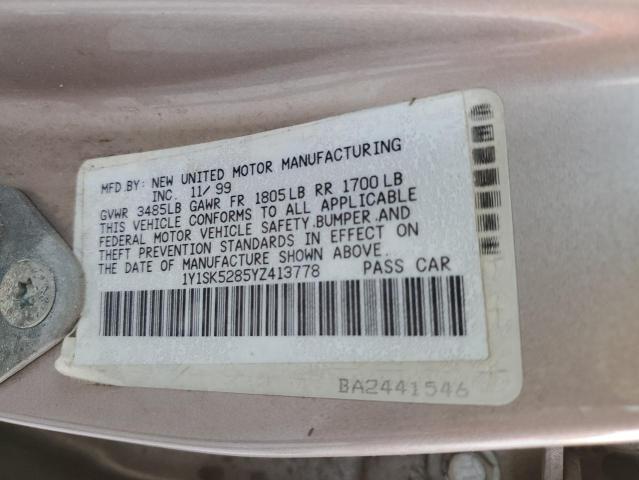 MFD.BY: NEW UNITED MOTOR MANUFACTURING
INC. 11/99
GVWR 3485LB GAWR FR 1805LB RR 1700LB
THIS VEHICLE CONFORMS TO ALL APPLICABLE
FEDERAL MOTOR VEHICLE SAFETY,BUMPER,AND
THEFT PREVENTION STANDARDS IN EFFECT ON
THE DATE OF MANUFACTURE SHOWN ABOVE.
1Y1SK5285YZ413778 PASS CAR
BA2441546